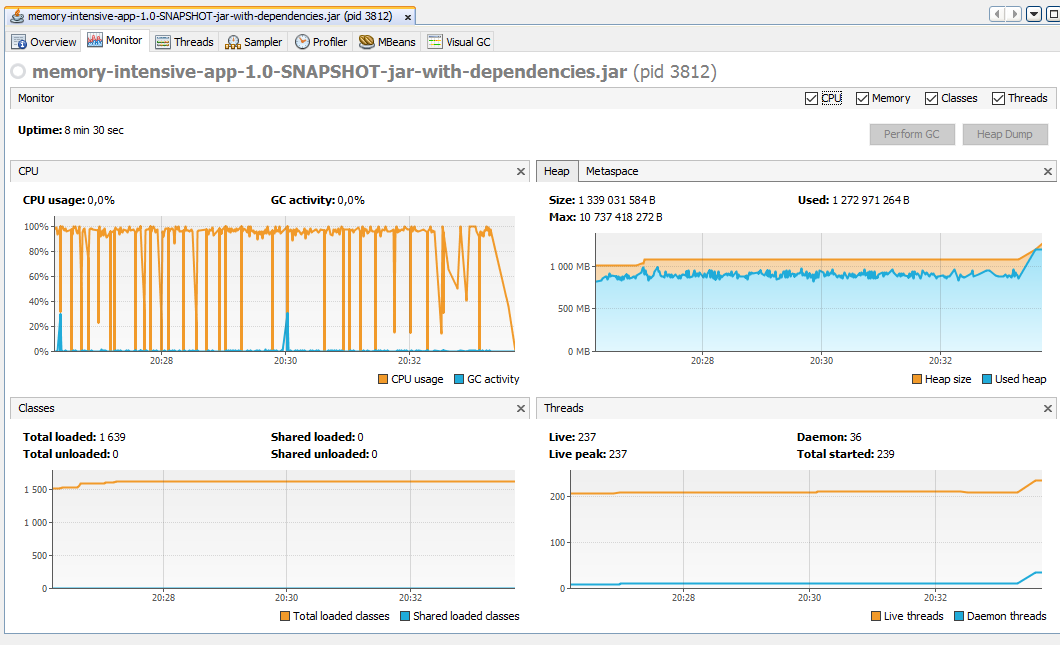 memory-intensive-app-1.0-SNAPSHOT-jar-with-dependencies.jar (pid 3812)
Overview Monitor Threads Sampler Profiler MBeans Visual GC
memory-intensive-app-1.0-SNAPSHOT-jar-with-dependencies.jar (pid 3812)
Monitor CPU Memory Classes Threads
Uptime: 8 min 30 sec Perform GC Heap Dump
CPU
CPU usage: 0,0% GC activity: 0,0%
100%
80%
60%
40%
20%
0%
20:28 20:30 20:32
CPU usage GC activity
Heap Metaspace
Size: 1 339 031 584 B Used: 1 272 971 264 B
Max: 10 737 418 272 B
1 000 MB
500 MB
0 MB
20:28 20:30 20:32
Heap size Used heap
Classes
Total loaded: 1 639 Shared loaded: 0
Total unloaded: 0 Shared unloaded: 0
1 500
1 000
500
0
20:28 20:30 20:32
Total loaded classes Shared loaded classes
Threads
Live: 237 Daemon: 36
Live peak: 237 Total started: 239
200
100
0
20:28 20:30 20:32
Live threads Daemon threads